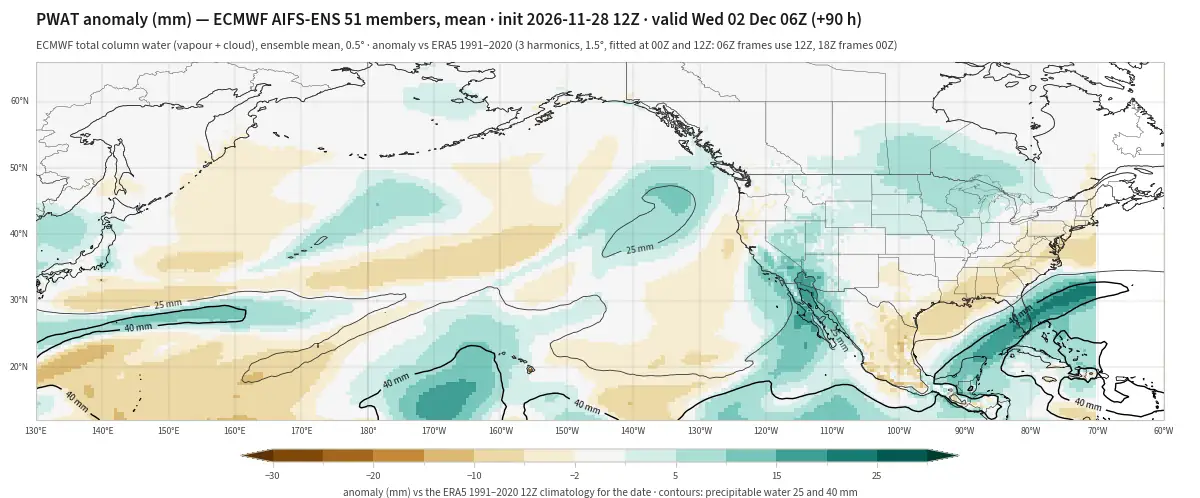 PWAT anomaly (mm) — ECMWF AIFS-ENS 51 members, mean · init 2026-11-28 12Z · valid Wed 02 Dec 06Z (+90 h)
ECMWF total column water (vapour + cloud), ensemble mean, 0.5° · anomaly vs ERA5 1991–2020 (3 harmonics, 1.5°, fitted at 00Z and 12Z: 06Z frames use 12Z, 18Z frames 00Z)
60°N
50°N
40°N
25 mm
30°N
25 mm
40 mm
40 mm
5 mm
20°N
40 mm
40 mm
40 mm
40 mm
130°E 140°E 150°E 160°E 170°E 180° 170°W 160°W 150°W 140°W 130°W 120°W 110°W 100°W 90°W 80°W 70°W 60°W
−30 −20 −10 −2 5 15 25
anomaly (mm) vs the ERA5 1991–2020 12Z climatology for the date · contours: precipitable water 25 and 40 mm